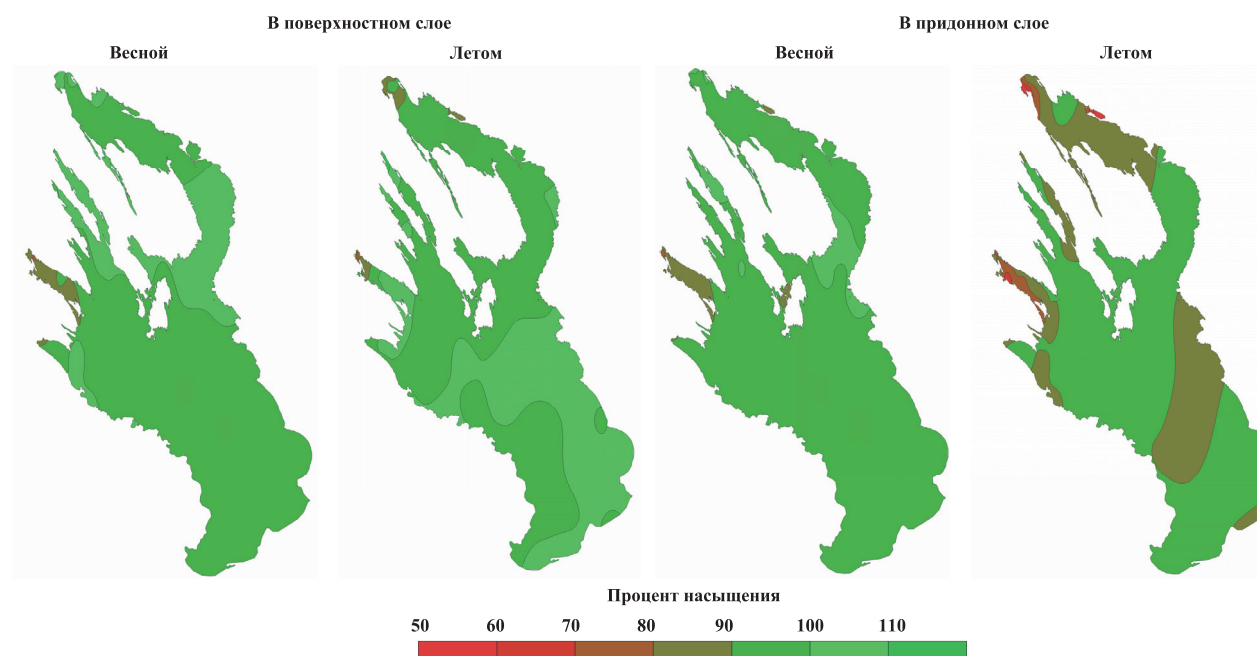 В поверхностном слое В придонном слое
Весной Летом Весной Летом
Процент насыщения
50 60 70 80 90 100 110